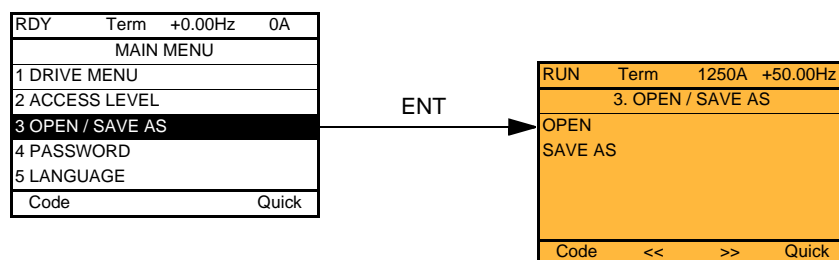 RDY Term +0.00Hz 0A
MAIN MENU
1 DRIVE MENU
2 ACCESS LEVEL
3 OPEN / SAVE AS
4 PASSWORD
5 LANGUAGE
Code Quick
ENT
RUN Term 1250A +50.00Hz
3. OPEN / SAVE AS
OPEN
SAVE AS
Code << >> Quick